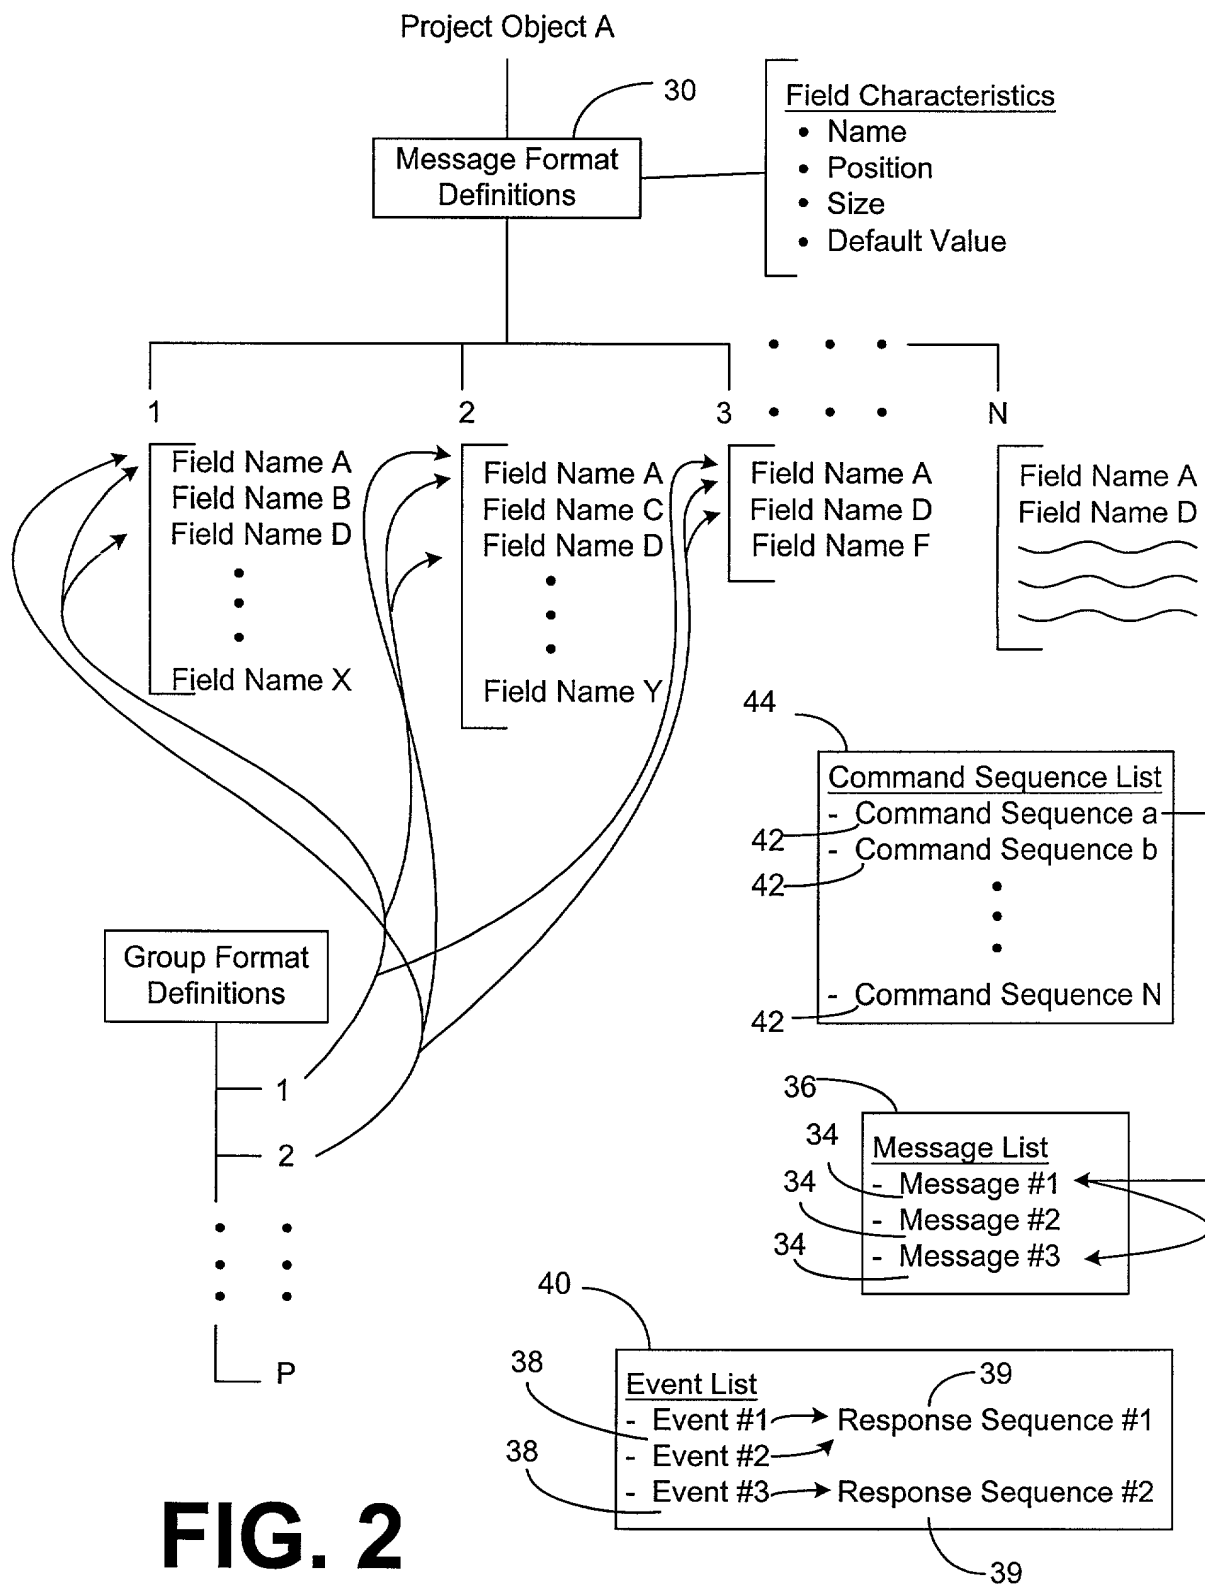 Project Object A
30
Message Format
Definitions
Field Characteristics
• Name
• Position
• Size
• Default Value
1
2
3
N
Field Name A
Field Name B
Field Name D
Field Name X
Field Name A
Field Name C
Field Name D
Field Name Y
Field Name A
Field Name D
Field Name F
Field Name A
Field Name D
44
Command Sequence List
- Command Sequence a
42
- Command Sequence b
42
- Command Sequence N
42
Group Format
Definitions
1
2
P
36
Message List
34
- Message #1
34
- Message #2
34
- Message #3
40
Event List
38
39
- Event #1
Response Sequence #1
- Event #2
38
- Event #3
Response Sequence #2
39
FIG. 2